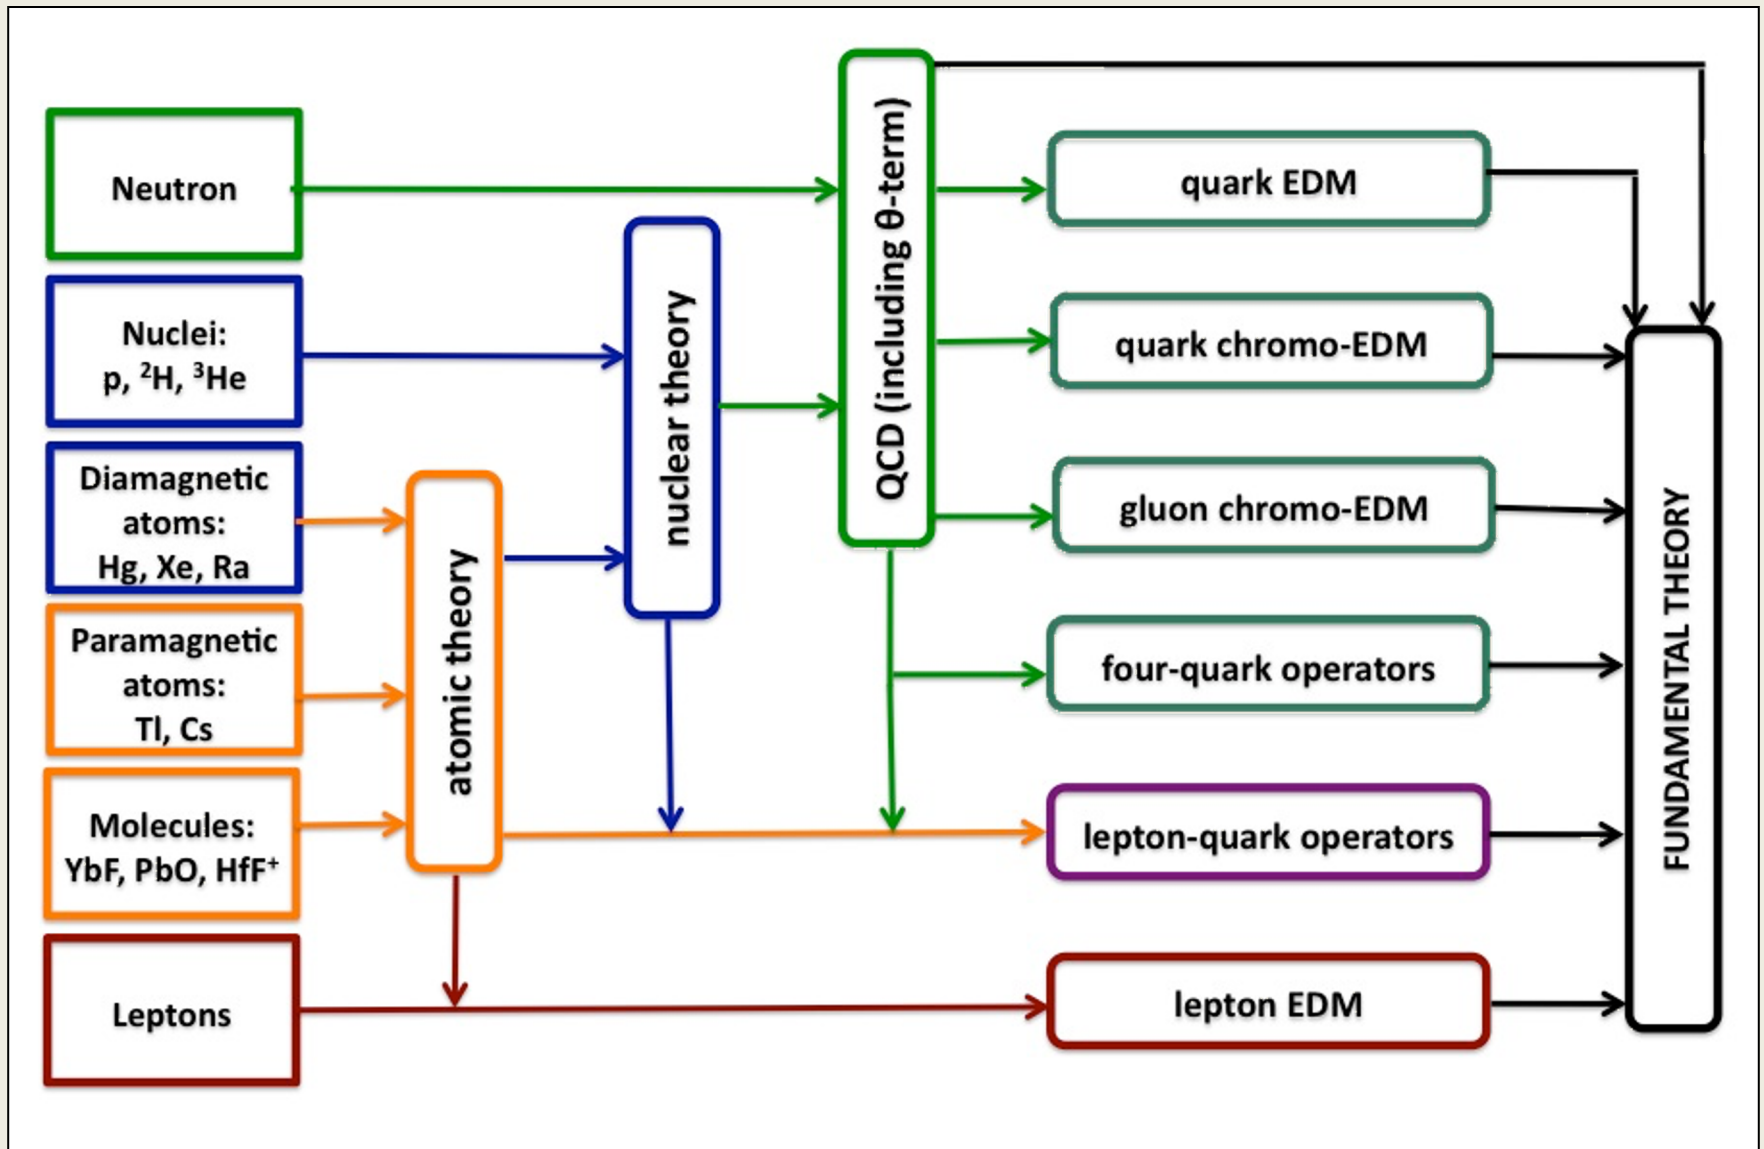 Neutron
Nuclei:
p, ²H, ³He
Diamagnetic
atoms:
Hg, Xe, Ra
Paramagnetic
atoms:
Tl, Cs
Molecules:
YbF, PbO, HfF⁺
Leptons
atomic theory
nuclear theory
QCD (including θ-term)
quark EDM
quark chromo-EDM
gluon chromo-EDM
four-quark operators
lepton-quark operators
lepton EDM
FUNDAMENTAL THEORY